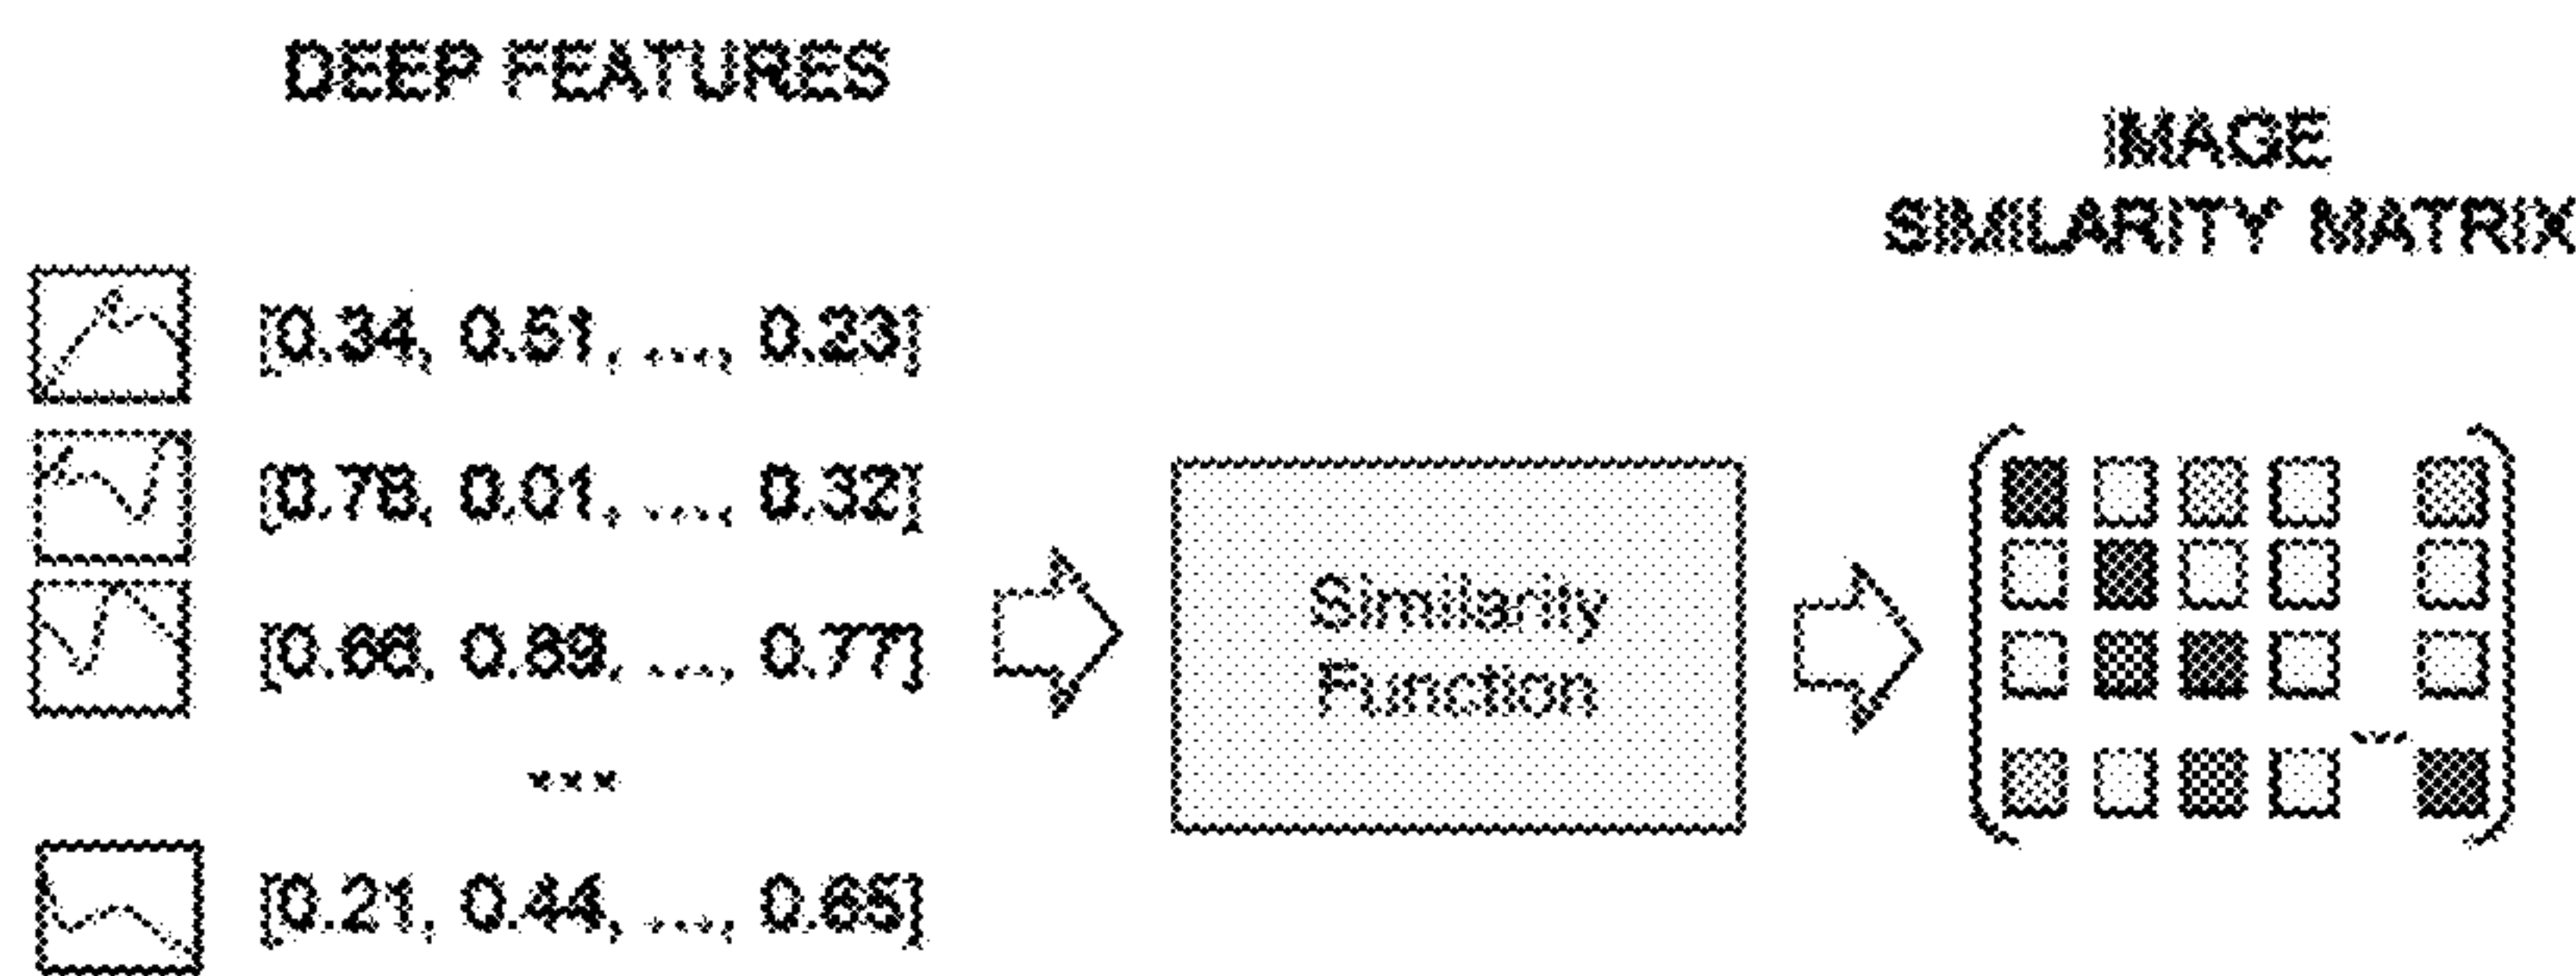 DEEP FEATURES
IMAGE
SIMILARITY MATRIX
[0.34, 0.51, ..., 0.23]
[0.78, 0.01, ..., 0.32]
[0.68, 0.89, ..., 0.77]
...
[0.21, 0.44, ..., 0.65]
Similarity
Function
...